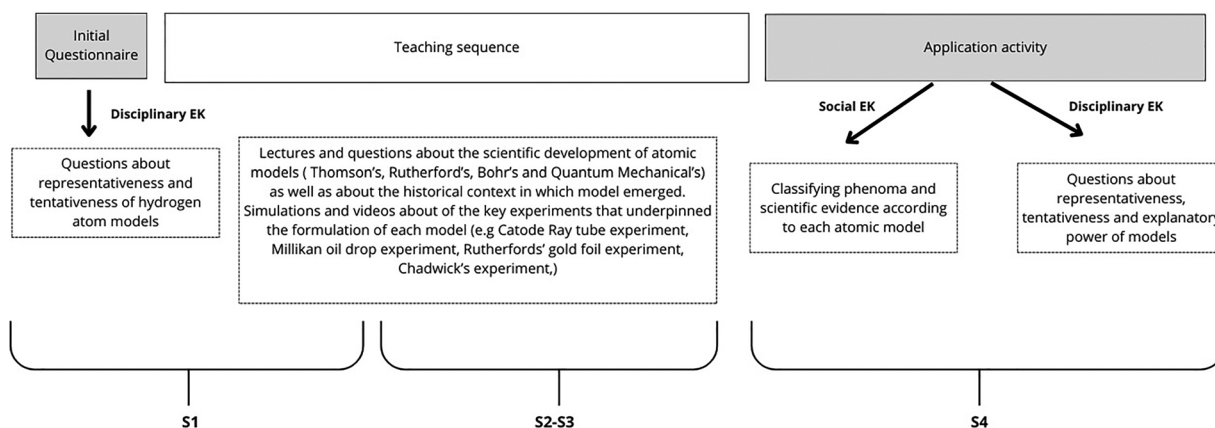 Initial
Questionnaire
Teaching sequence
Application activity
Disciplinary EK
Social EK
Disciplinary EK
Questions about
representativeness and
tentativeness of hydrogen
atom models
Lectures and questions about the scientific development of atomic
models ( Thomson's, Rutherford's, Bohr's and Quantum Mechanical's)
as well as about the historical context in which model emerged.
Simulations and videos about of the key experiments that underpinned
the formulation of each model (e.g Catode Ray tube experiment,
Millikan oil drop experiment, Rutherfords' gold foil experiment,
Chadwick's experiment,)
Classifying phenoma and
scientific evidence according
to each atomic model
Questions about
representativeness,
tentativeness and explanatory
power of models
S1
S2-S3
S4